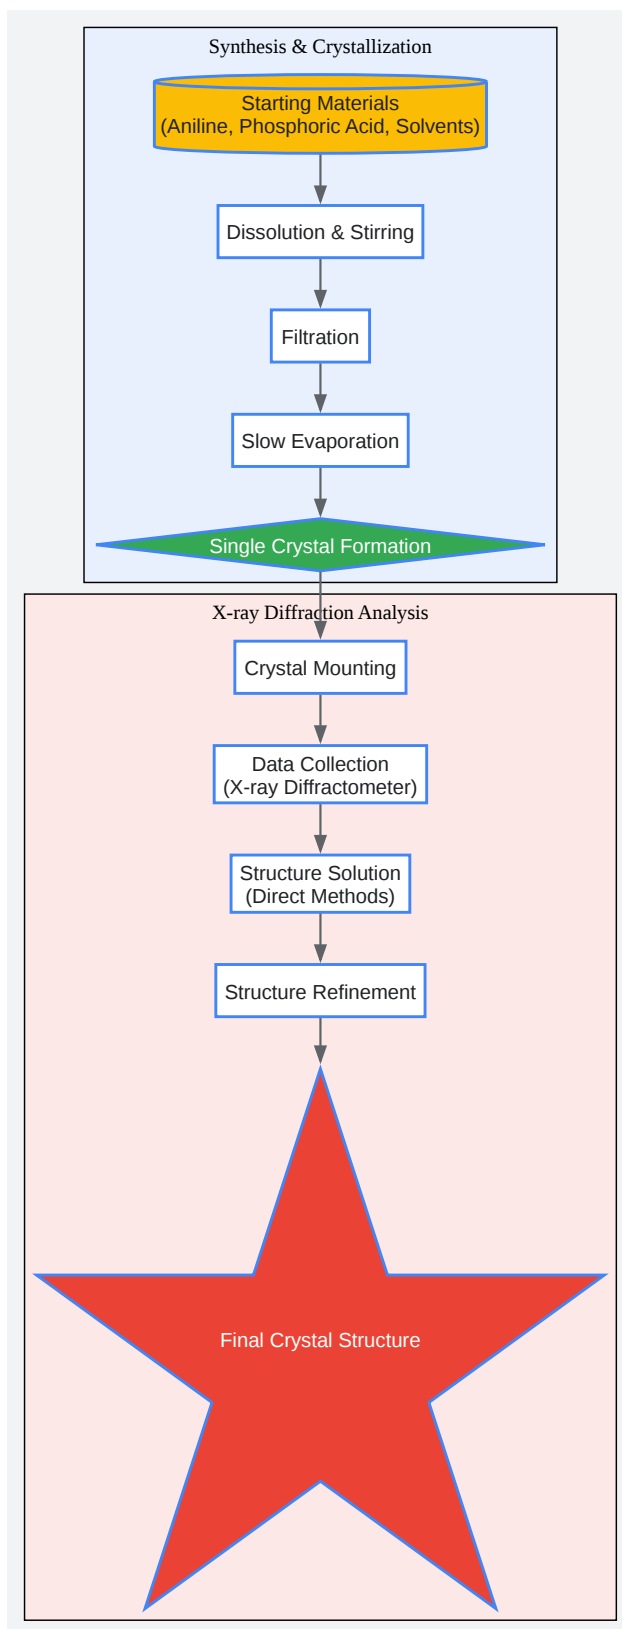 Synthesis & Crystallization
Starting Materials
(Aniline, Phosphoric Acid, Solvents)
Dissolution & Stirring
Filtration
Slow Evaporation
Single Crystal Formation
X-ray Diffraction Analysis
Crystal Mounting
Data Collection
(X-ray Diffractometer)
Structure Solution
(Direct Methods)
Structure Refinement
Final Crystal Structure